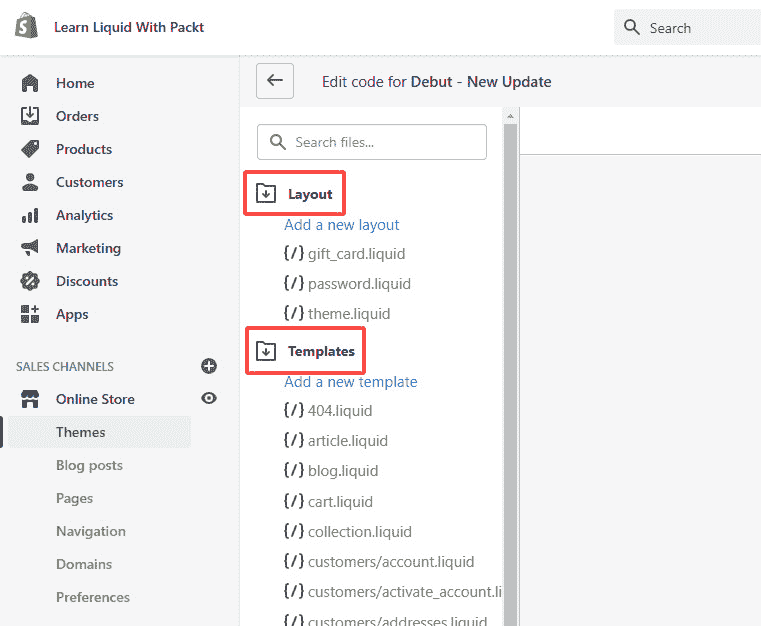 Learn Liquid With Packt
Search
Home
Orders
Products
Customers
Analytics
Marketing
Discounts
Apps
SALES CHANNELS
Online Store
Themes
Blog posts
Pages
Navigation
Domains
Preferences
Edit code for Debut - New Update
Search files...
Layout
Add a new layout
{/} gift_card.liquid
{/} password.liquid
{/} theme.liquid
Templates
Add a new template
{/} 404.liquid
{/} article.liquid
{/} blog.liquid
{/} cart.liquid
{/} collection.liquid
{/} customers/account.liquid
{/} customers/activate_account.li
{/} customers/addresses.liquid